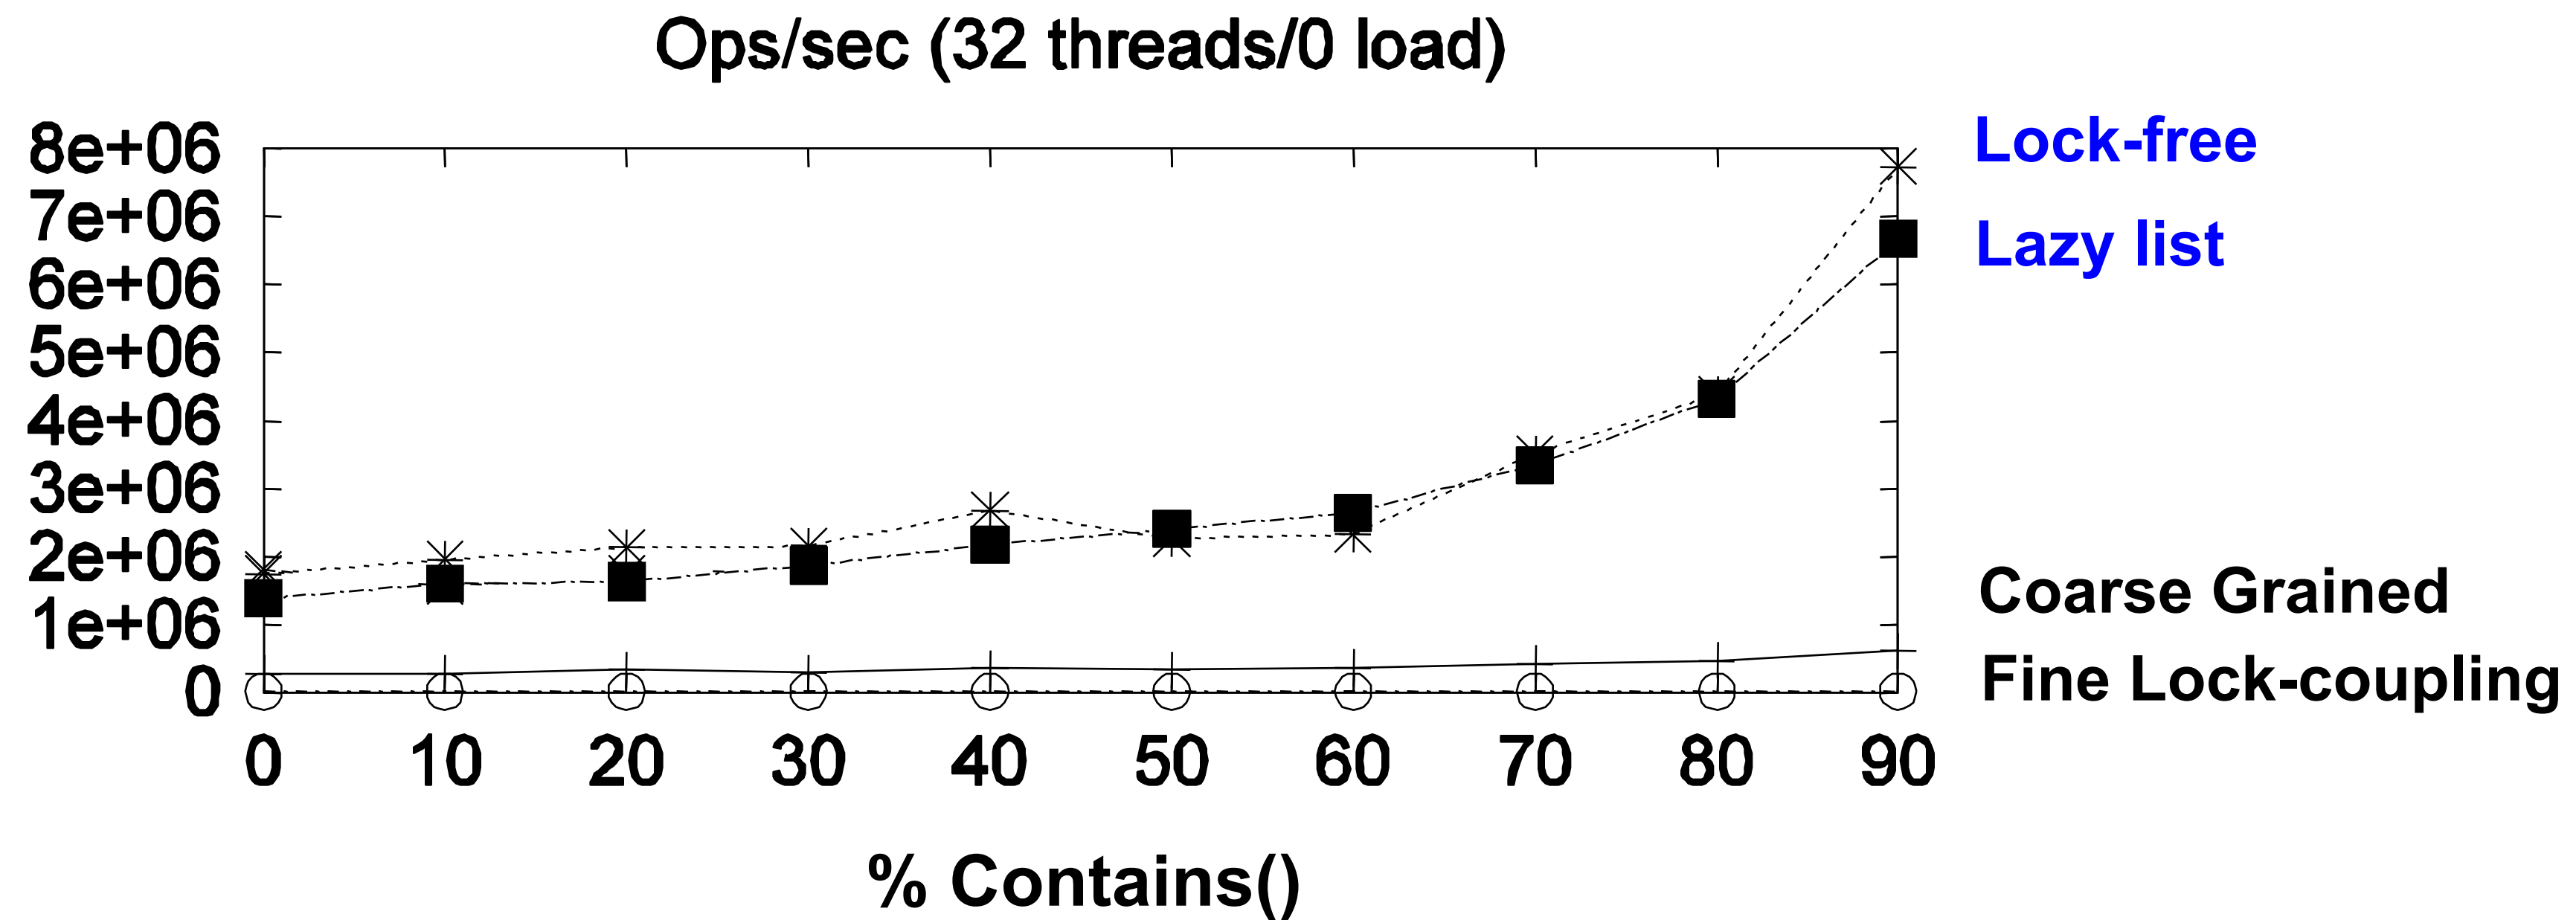 Ops/sec (32 threads/0 load)
8e+06
7e+06
6e+06
5e+06
4e+06
3e+06
2e+06
1e+06
0
0 10 20 30 40 50 60 70 80 90
% Contains()
Lock-free
Lazy list
Coarse Grained
Fine Lock-coupling